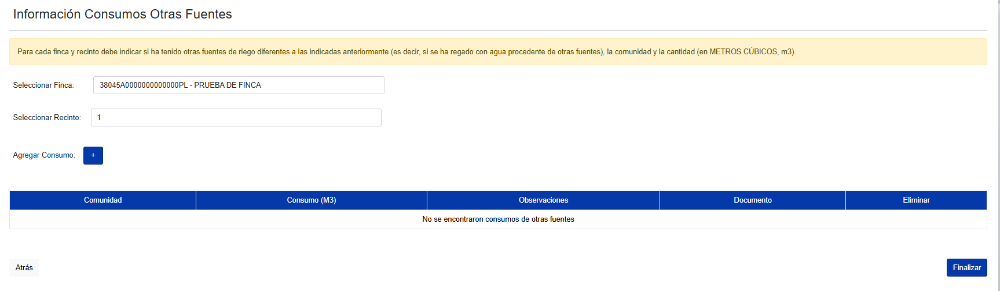 Información Consumos Otras Fuentes
Para cada finca y recinto debe indicar si ha tenido otras fuentes de riego diferentes a las indicadas anteriormente (es decir, si se ha regado con agua procedente de otras fuentes), la comunidad y la cantidad (en METROS CÚBICOS, m3).
Seleccionar Finca: 38045A0000000000000PL - PRUEBA DE FINCA
Seleccionar Recinto: 1
Agregar Consumo: +
Comunidad Consumo (M3) Observaciones Documento Eliminar
No se encontraron consumos de otras fuentes
Atrás Finalizar